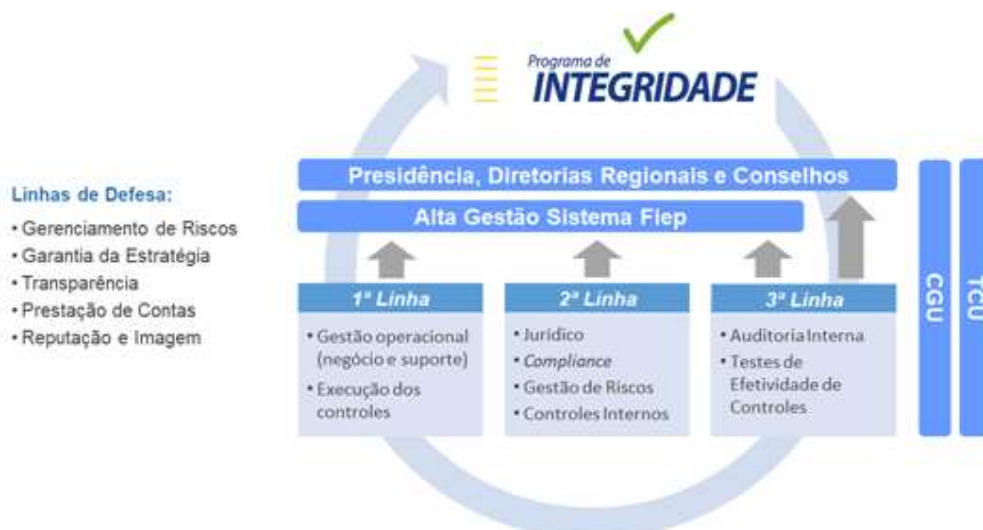 Programa de
INTEGRIDADE
Linhas de Defesa:
• Gerenciamento de Riscos
• Garantia da Estratégia
• Transparência
• Prestação de Contas
• Reputação e Imagem
Presidência, Diretorias Regionais e Conselhos
Alta Gestão Sistema Fiep
1ª Linha
• Gestão operacional
(negócio e suporte)
• Execução dos
controles
2ª Linha
• Jurídico
• Compliance
• Gestão de Riscos
• Controles Internos
3ª Linha
• Auditoria Interna
• Testes de
Efetividade de
Controles
CGU
TCU